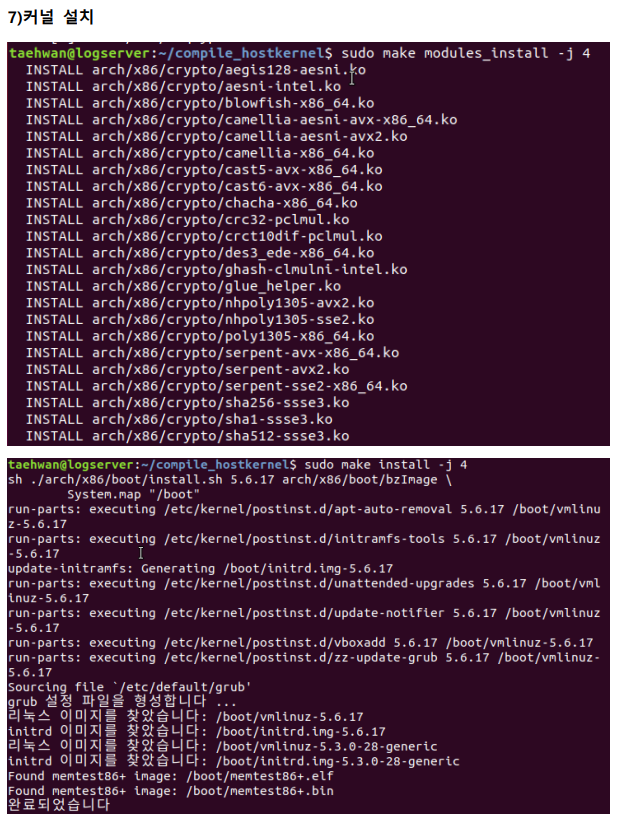 7)커널 설치
taehwan@logserver:~/compile_hostkernel$ sudo make modules_install -j 4
INSTALL arch/x86/crypto/aegis128-aesni.ko
INSTALL arch/x86/crypto/aesni-intel.ko
INSTALL arch/x86/crypto/blowfish-x86_64.ko
INSTALL arch/x86/crypto/camellia-aesni-avx-x86_64.ko
INSTALL arch/x86/crypto/camellia-aesni-avx2.ko
INSTALL arch/x86/crypto/camellia-x86_64.ko
INSTALL arch/x86/crypto/cast5-avx-x86_64.ko
INSTALL arch/x86/crypto/cast6-avx-x86_64.ko
INSTALL arch/x86/crypto/chacha-x86_64.ko
INSTALL arch/x86/crypto/crc32-pclmul.ko
INSTALL arch/x86/crypto/crct10dif-pclmul.ko
INSTALL arch/x86/crypto/des3_ede-x86_64.ko
INSTALL arch/x86/crypto/ghash-clmulni-intel.ko
INSTALL arch/x86/crypto/glue_helper.ko
INSTALL arch/x86/crypto/nhpoly1305-avx2.ko
INSTALL arch/x86/crypto/nhpoly1305-sse2.ko
INSTALL arch/x86/crypto/poly1305-x86_64.ko
INSTALL arch/x86/crypto/serpent-avx-x86_64.ko
INSTALL arch/x86/crypto/serpent-avx2.ko
INSTALL arch/x86/crypto/serpent-sse2-x86_64.ko
INSTALL arch/x86/crypto/sha256-ssse3.ko
INSTALL arch/x86/crypto/sha1-ssse3.ko
INSTALL arch/x86/crypto/sha512-ssse3.ko
taehwan@logserver:~/compile_hostkernel$ sudo make install -j 4
sh ./arch/x86/boot/install.sh 5.6.17 arch/x86/boot/bzImage \
System.map "/boot"
run-parts: executing /etc/kernel/postinst.d/apt-auto-removal 5.6.17 /boot/vmlinu
z-5.6.17
run-parts: executing /etc/kernel/postinst.d/initramfs-tools 5.6.17 /boot/vmlinuz
-5.6.17
update-initramfs: Generating /boot/initrd.img-5.6.17
run-parts: executing /etc/kernel/postinst.d/unattended-upgrades 5.6.17 /boot/vml
inuz-5.6.17
run-parts: executing /etc/kernel/postinst.d/update-notifier 5.6.17 /boot/vmlinuz
-5.6.17
run-parts: executing /etc/kernel/postinst.d/vboxadd 5.6.17 /boot/vmlinuz-5.6.17
run-parts: executing /etc/kernel/postinst.d/zz-update-grub 5.6.17 /boot/vmlinuz-
5.6.17
Sourcing file `/etc/default/grub'
grub 설정 파일을 형성합니다 ...
리눅스 이미지를 찾았습니다: /boot/vmlinuz-5.6.17
initrd 이미지를 찾았습니다: /boot/initrd.img-5.6.17
리눅스 이미지를 찾았습니다: /boot/vmlinuz-5.3.0-28-generic
initrd 이미지를 찾았습니다: /boot/initrd.img-5.3.0-28-generic
Found memtest86+ image: /boot/memtest86+.elf
Found memtest86+ image: /boot/memtest86+.bin
완료되었습니다